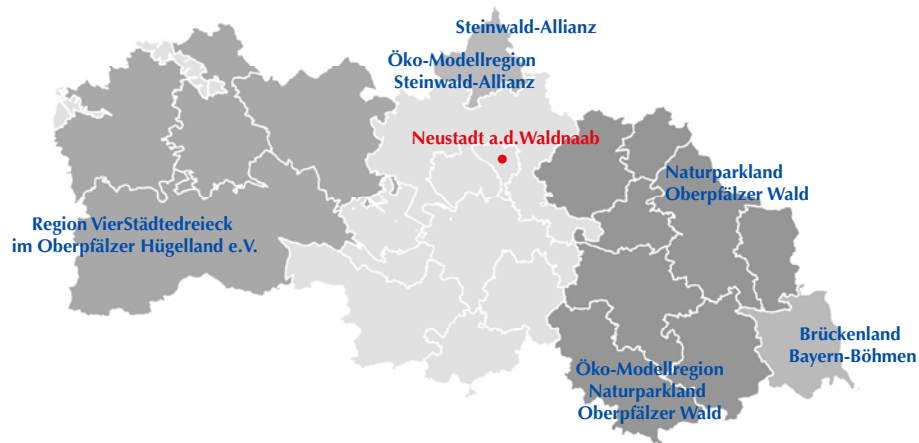 Steinwald-Allianz
Öko-Modellregion
Steinwald-Allianz
Neustadt a.d.Waldnaab
Naturparkland
Oberpfälzer Wald
Region VierStädtedreieck
im Oberpfälzer Hügelland e.V.
Brückenland
Bayern-Böhmen
Öko-Modellregion
Naturparkland
Oberpfälzer Wald